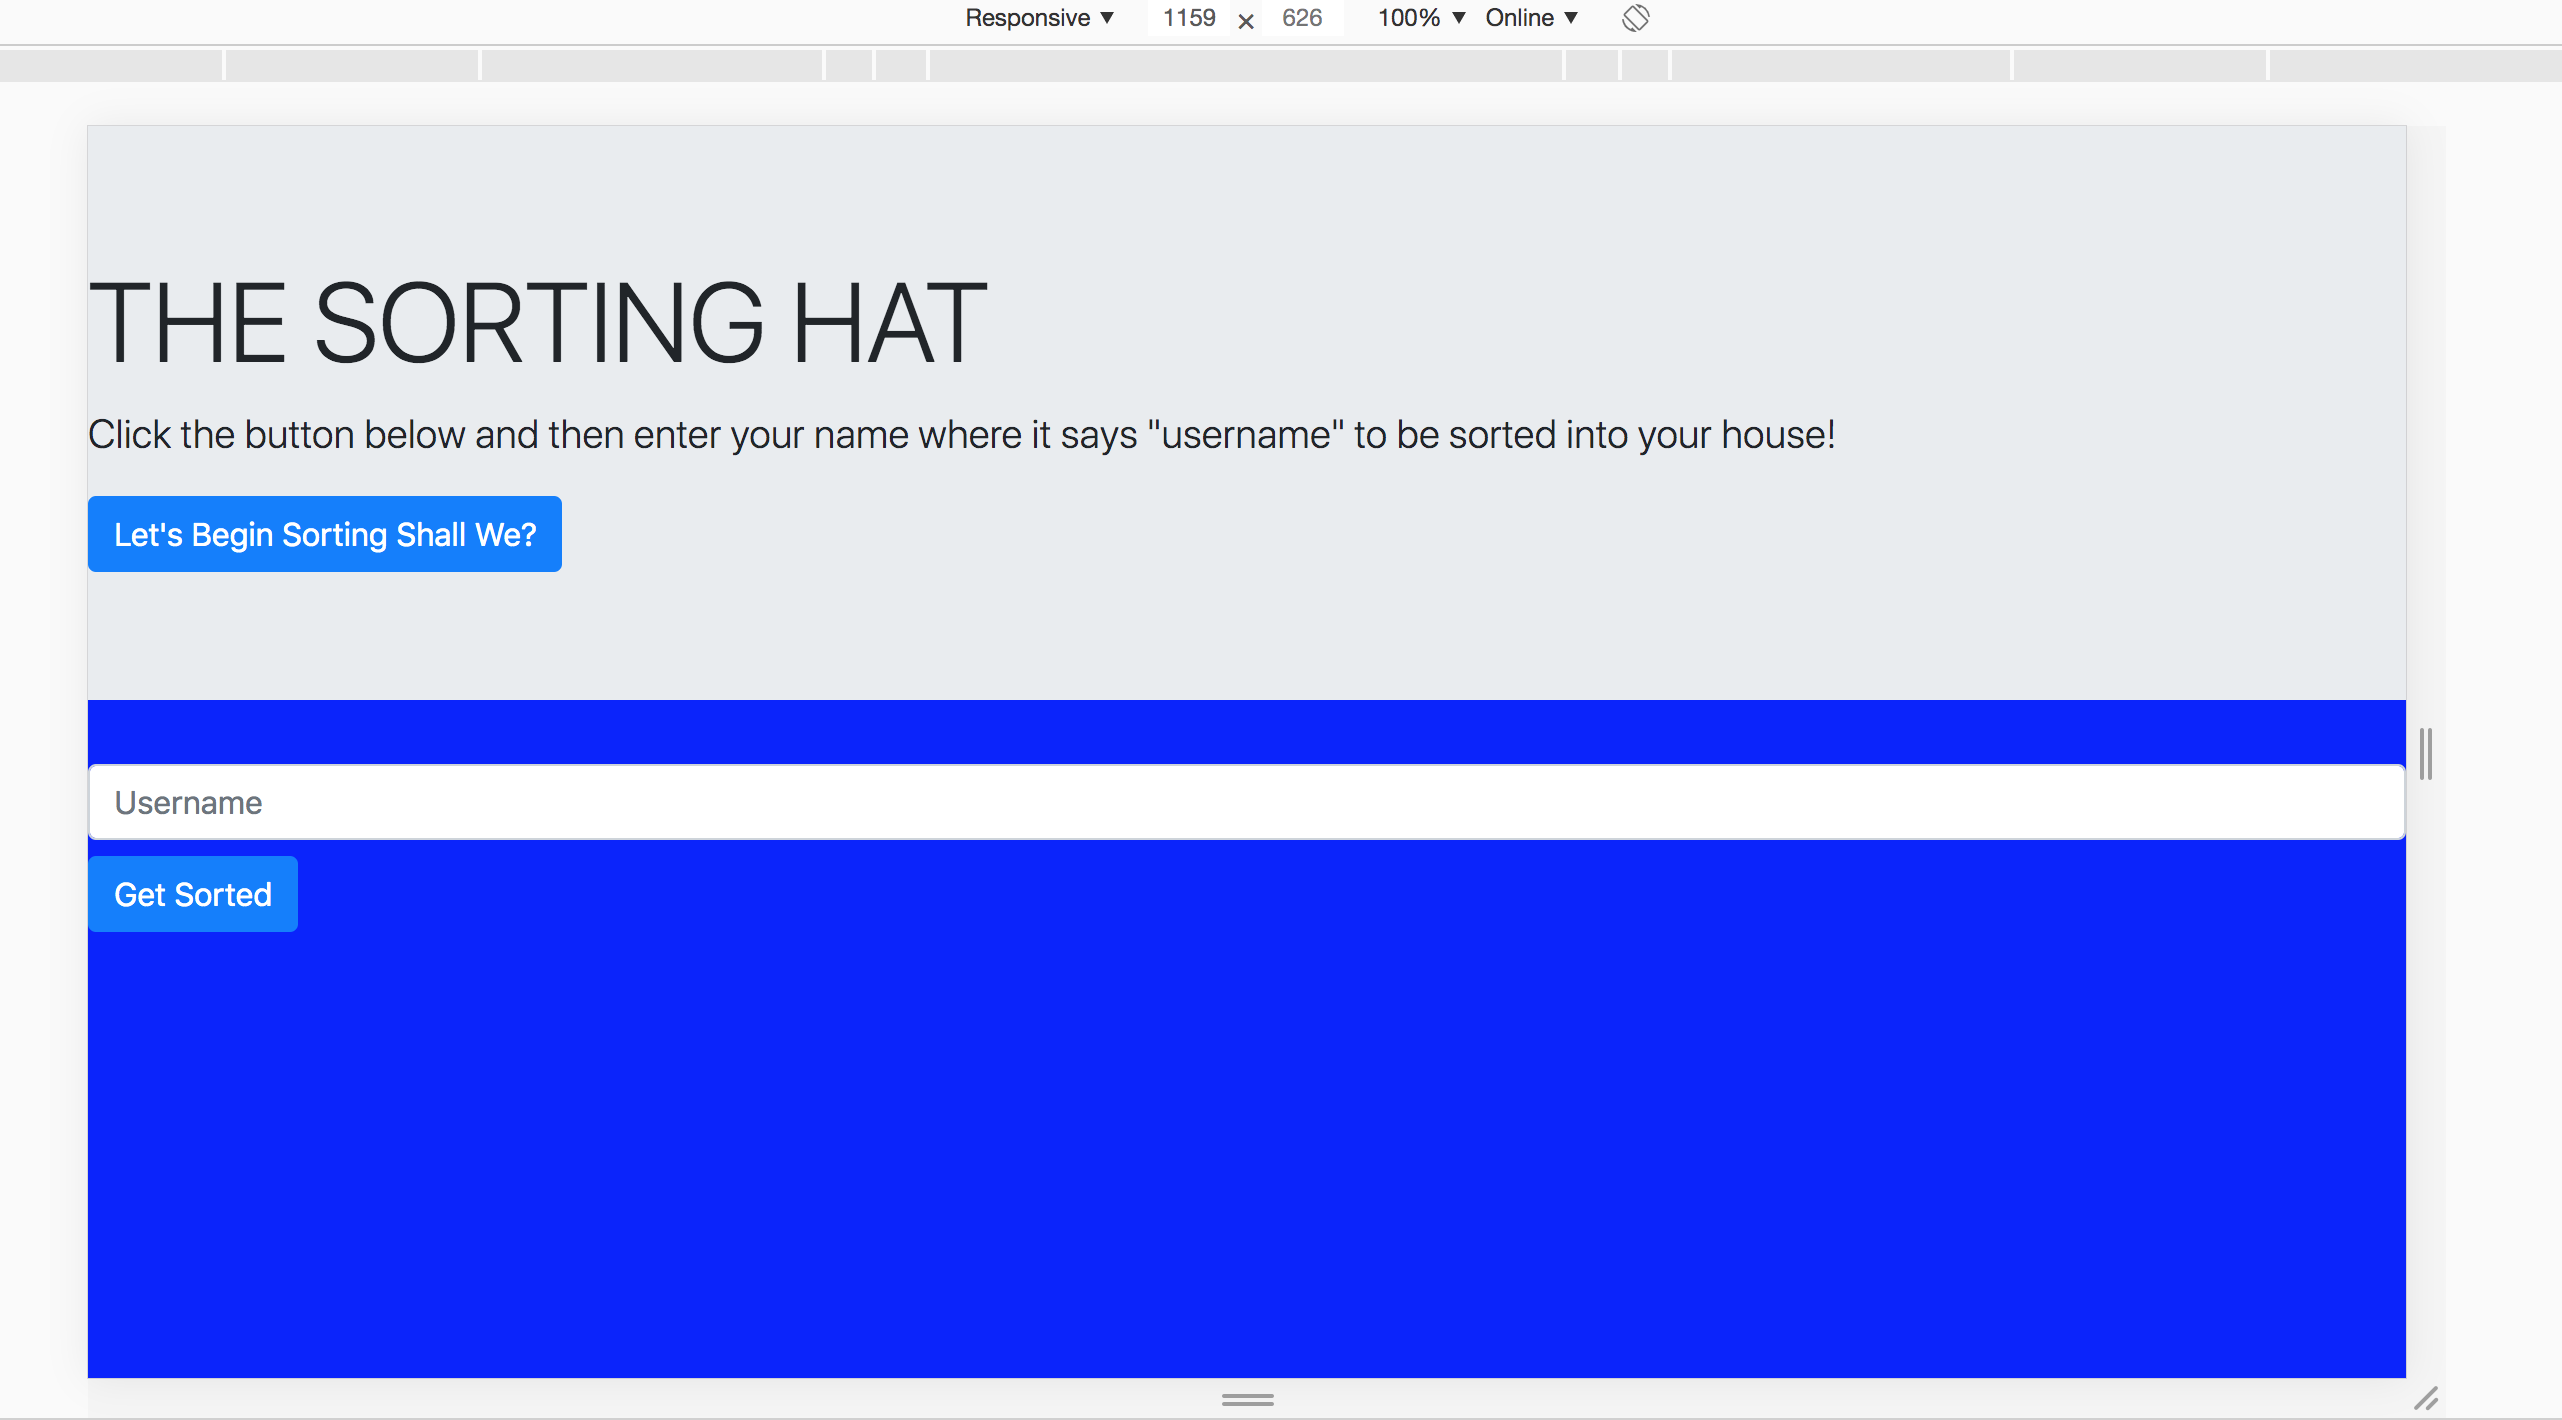 Responsive ▼ 1159 × 626 100% ▼ Online ▼
THE SORTING HAT
Click the button below and then enter your name where it says "username" to be sorted into your house!
Let's Begin Sorting Shall We?
Username
Get Sorted